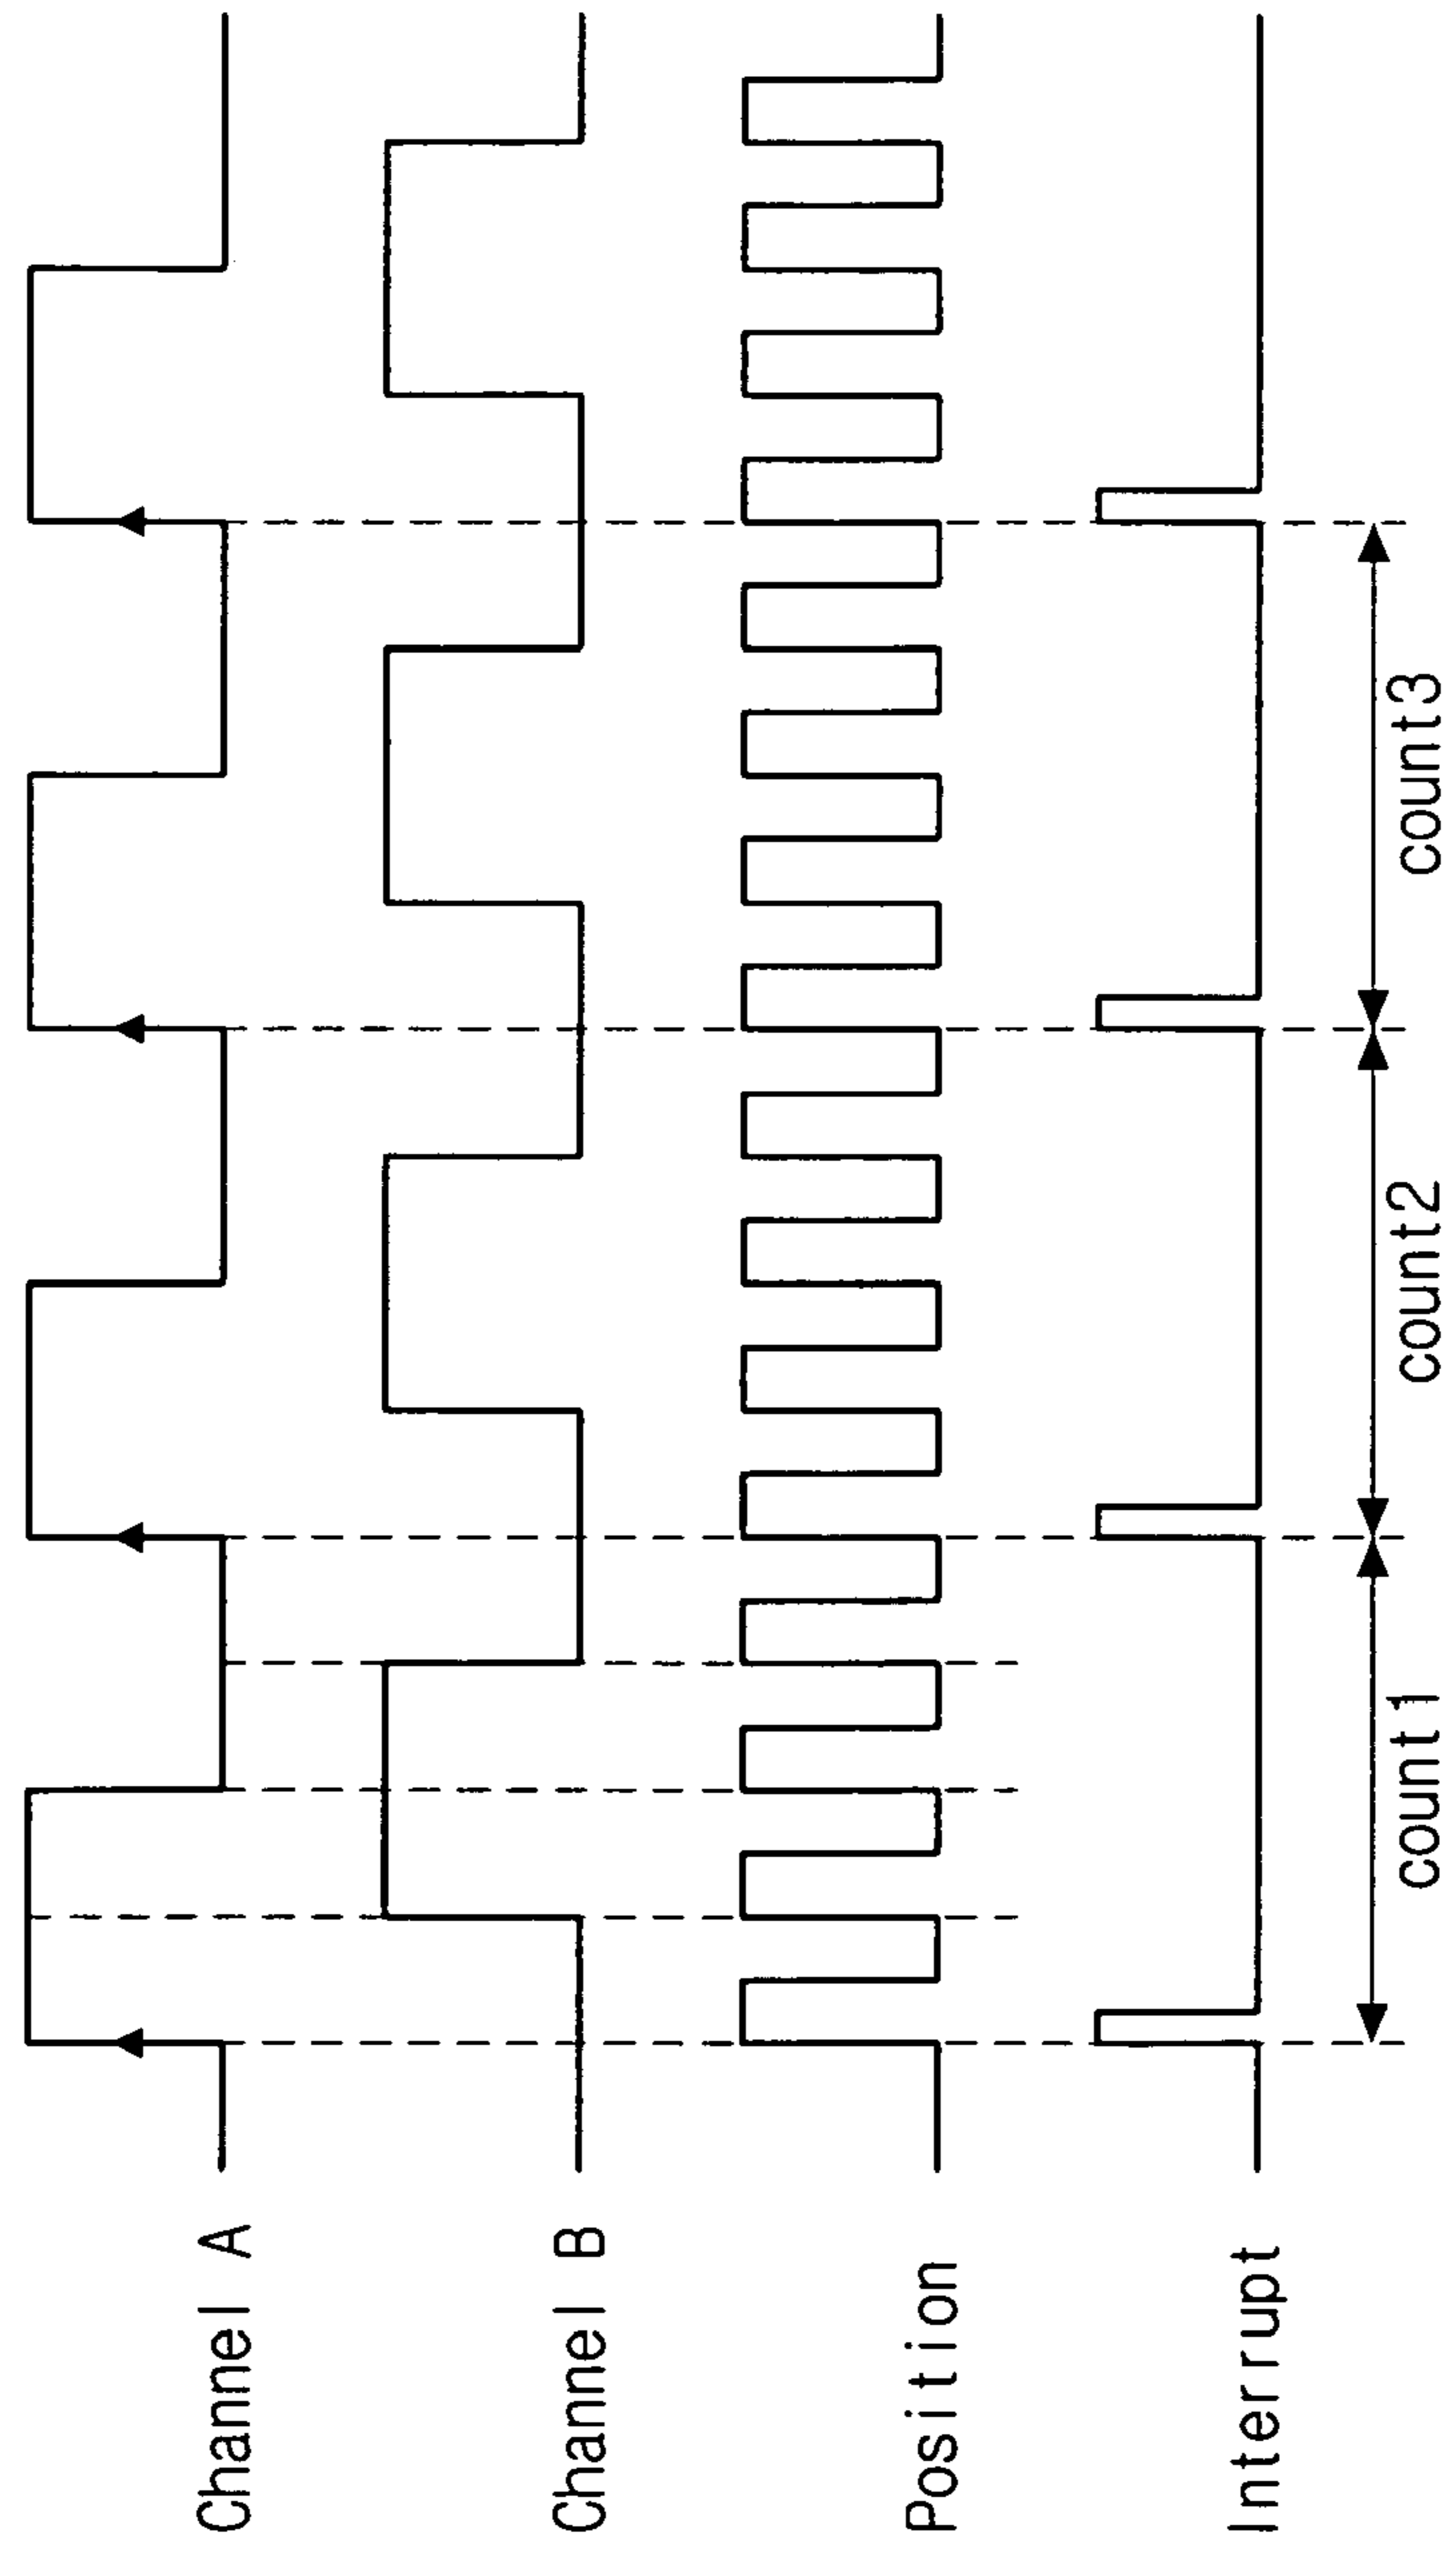 Channel A
Channel B
Position
Interrupt
count1
count2
count3